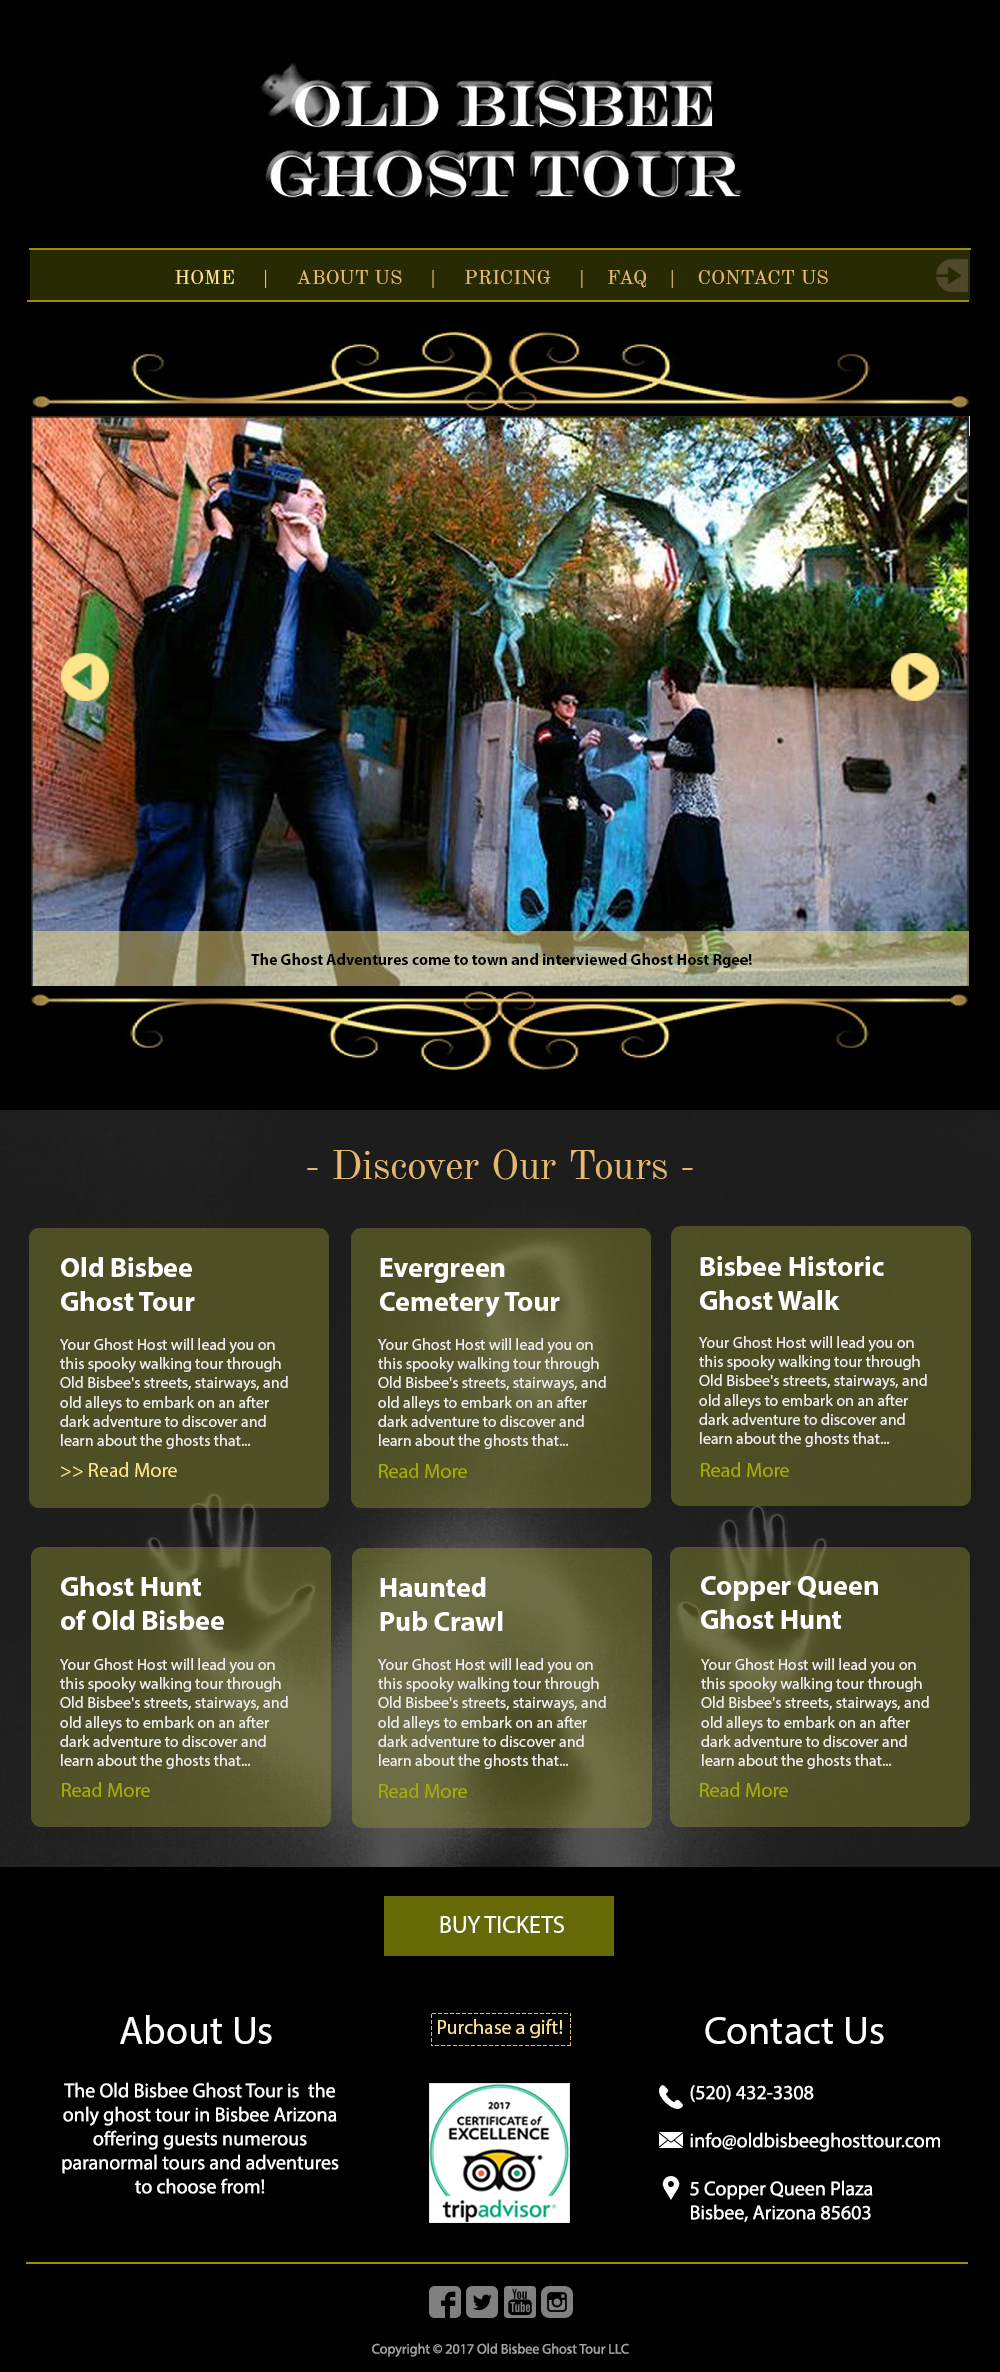 OLD BISBEE
GHOST TOUR
HOME | ABOUT US | PRICING | FAQ | CONTACT US
The Ghost Adventures come to town and interviewed Ghost Host Rgee!
- Discover Our Tours -
Old Bisbee
Ghost Tour
Your Ghost Host will lead you on
this spooky walking tour through
Old Bisbee's streets, stairways, and
old alleys to embark on an after
dark adventure to discover and
learn about the ghosts that...
>> Read More
Evergreen
Cemetery Tour
Your Ghost Host will lead you on
this spooky walking tour through
Old Bisbee's streets, stairways, and
old alleys to embark on an after
dark adventure to discover and
learn about the ghosts that...
Read More
Bisbee Historic
Ghost Walk
Your Ghost Host will lead you on
this spooky walking tour through
Old Bisbee's streets, stairways, and
old alleys to embark on an after
dark adventure to discover and
learn about the ghosts that...
Read More
Ghost Hunt
of Old Bisbee
Your Ghost Host will lead you on
this spooky walking tour through
Old Bisbee's streets, stairways, and
old alleys to embark on an after
dark adventure to discover and
learn about the ghosts that...
Read More
Haunted
Pub Crawl
Your Ghost Host will lead you on
this spooky walking tour through
Old Bisbee's streets, stairways, and
old alleys to embark on an after
dark adventure to discover and
learn about the ghosts that...
Read More
Copper Queen
Ghost Hunt
Your Ghost Host will lead you on
this spooky walking tour through
Old Bisbee's streets, stairways, and
old alleys to embark on an after
dark adventure to discover and
learn about the ghosts that...
Read More
BUY TICKETS
About Us
The Old Bisbee Ghost Tour is the
only ghost tour in Bisbee Arizona
offering guests numerous
paranormal tours and adventures
to choose from!
Purchase a gift!
2017
CERTIFICATE of
EXCELLENCE
tripadvisor®
Contact Us
(520) 432-3308
info@oldbisbeeghosttour.com
5 Copper Queen Plaza
Bisbee, Arizona 85603
You
Tube
Copyright © 2017 Old Bisbee Ghost Tour LLC